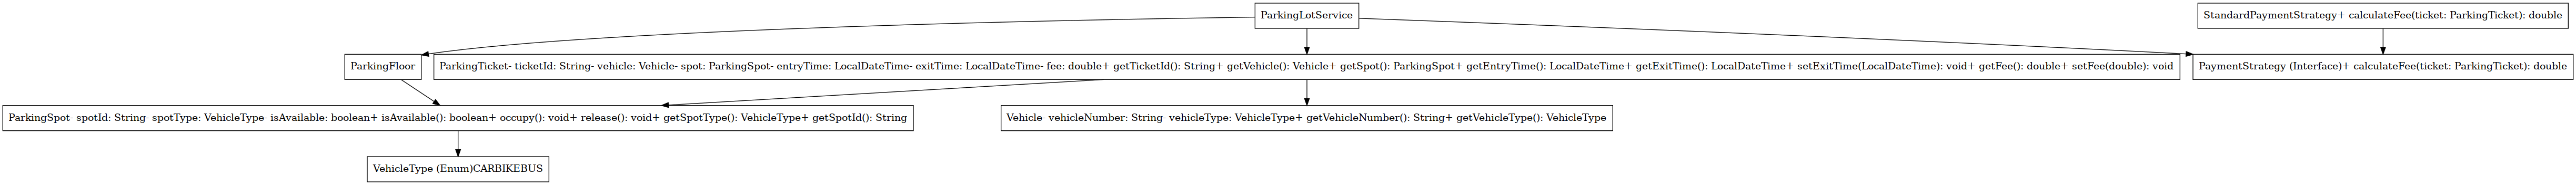 ParkingLotService
StandardPaymentStrategy+ calculateFee(ticket: ParkingTicket): double
ParkingFloor
ParkingTicket- ticketId: String- vehicle: Vehicle- spot: ParkingSpot- entryTime: LocalDateTime- exitTime: LocalDateTime- fee: double+ getTicketId(): String+ getVehicle(): Vehicle+ getSpot(): ParkingSpot+ getEntryTime(): LocalDateTime+ getExitTime(): LocalDateTime+ setExitTime(LocalDateTime): void+ getFee(): double+ setFee(double): void
PaymentStrategy (Interface)+ calculateFee(ticket: ParkingTicket): double
ParkingSpot- spotId: String- spotType: VehicleType- isAvailable: boolean+ isAvailable(): boolean+ occupy(): void+ release(): void+ getSpotType(): VehicleType+ getSpotId(): String
Vehicle- vehicleNumber: String- vehicleType: VehicleType+ getVehicleNumber(): String+ getVehicleType(): VehicleType
VehicleType (Enum)CARBIKEBUS